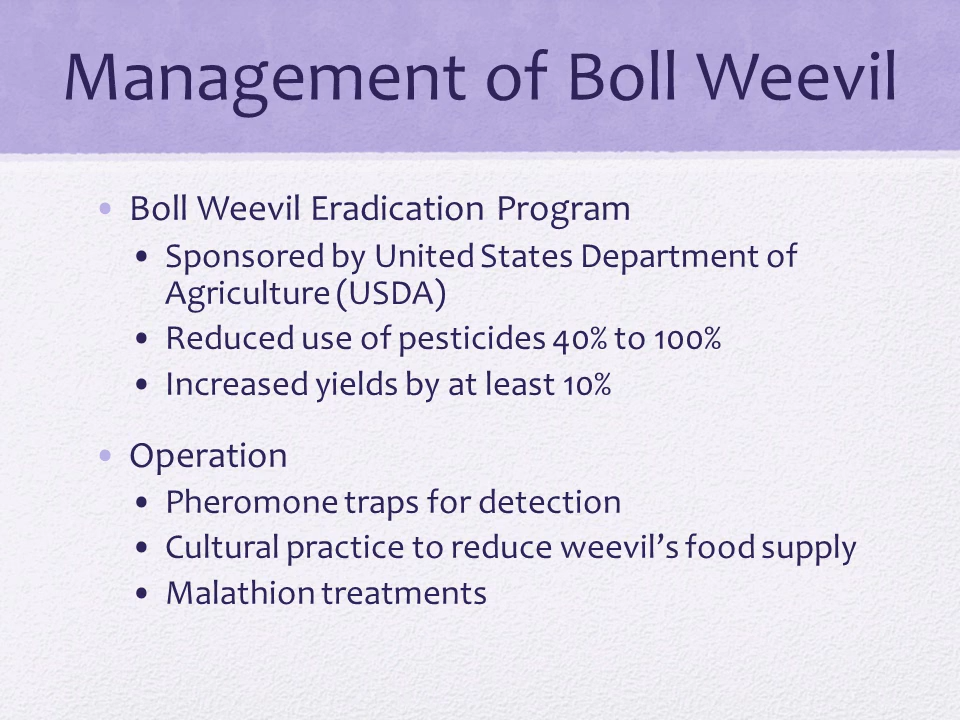 Management of Boll Weevil
• Boll Weevil Eradication Program
• Sponsored by United States Department of
Agriculture (USDA)
• Reduced use of pesticides 40% to 100%
• Increased yields by at least 10%
• Operation
• Pheromone traps for detection
• Cultural practice to reduce weevil’s food supply
• Malathion treatments